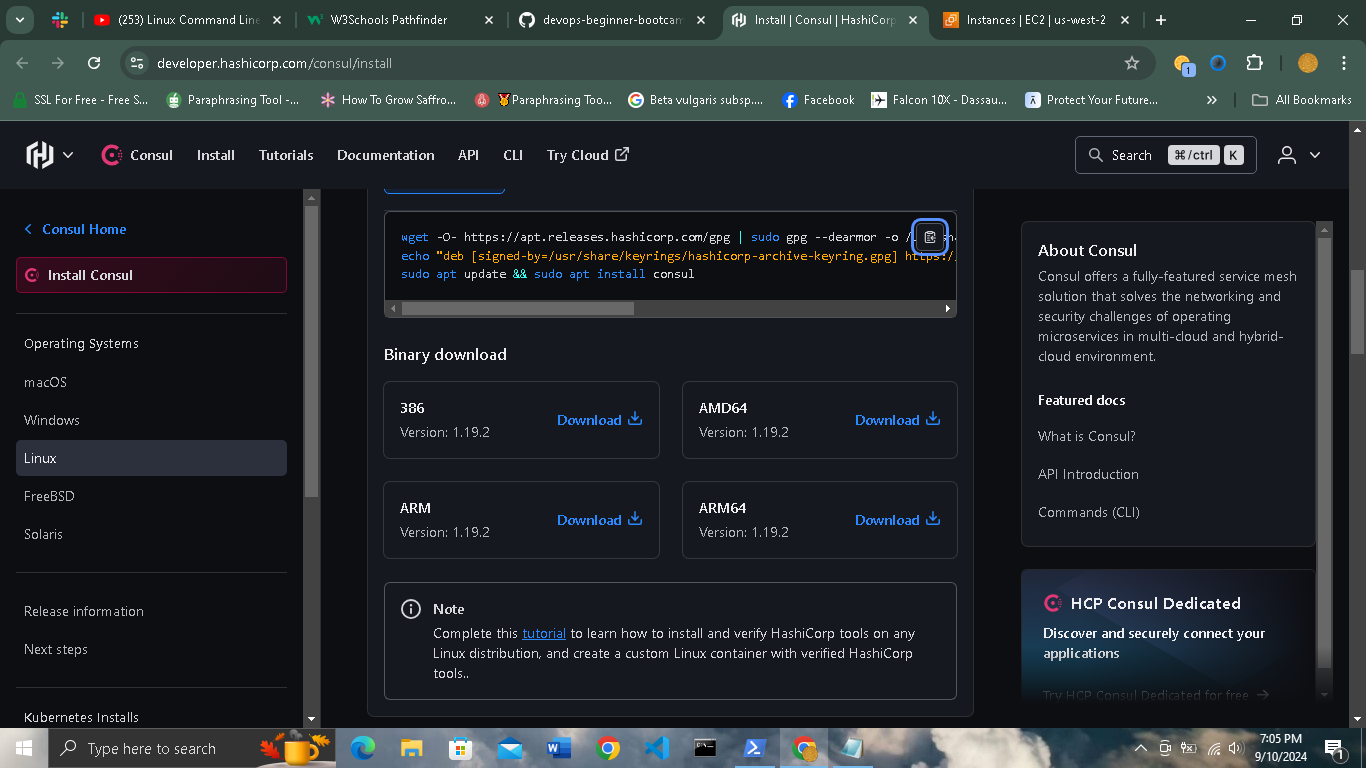 (253) Linux Command Line
W3Schools Pathfinder
devops-beginner-bootcam
Install | Consul | HashiCorp
Instances | EC2 | us-west-2
developer.hashicorp.com/consul/install
1
SSL For Free - Free S...
Paraphrasing Tool -...
How To Grow Saffro...
Paraphrasing Too...
Beta vulgaris subsp....
Facebook
Falcon 10X - Dassau...
Protect Your Future...
All Bookmarks
Consul
Install
Tutorials
Documentation
API
CLI
Try Cloud
Search
⌘/ctrl
K
Consul Home
Install Consul
Operating Systems
macOS
Windows
Linux
FreeBSD
Solaris
Release information
Next steps
Kubernetes Installs
wget -O- https://apt.releases.hashicorp.com/gpg | sudo gpg --dearmor -o
echo "deb [signed-by=/usr/share/keyrings/hashicorp-archive-keyring.gpg] https:/
sudo apt update && sudo apt install consul
Binary download
386
Version: 1.19.2
Download
AMD64
Version: 1.19.2
Download
ARM
Version: 1.19.2
Download
ARM64
Version: 1.19.2
Download
Note
Complete this tutorial to learn how to install and verify HashiCorp tools on any
Linux distribution, and create a custom Linux container with verified HashiCorp
tools..
About Consul
Consul offers a fully-featured service mesh
solution that solves the networking and
security challenges of operating
microservices in multi-cloud and hybrid-
cloud environment.
Featured docs
What is Consul?
API Introduction
Commands (CLI)
HCP Consul Dedicated
Discover and securely connect your
applications
Try HCP Consul Dedicated for free
Type here to search
7:05 PM
9/10/2024
1